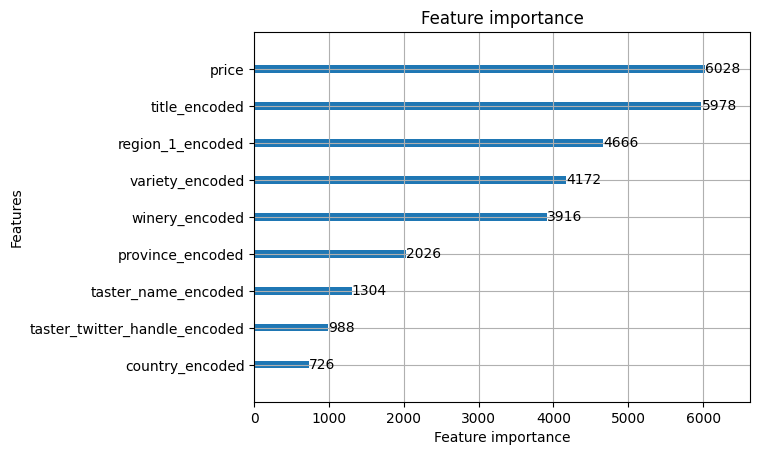 Feature importance
price 6028
title_encoded 5978
region_1_encoded 4666
variety_encoded 4172
winery_encoded 3916
province_encoded 2026
taster_name_encoded 1304
taster_twitter_handle_encoded 988
country_encoded 726
Features
0 1000 2000 3000 4000 5000 6000
Feature importance